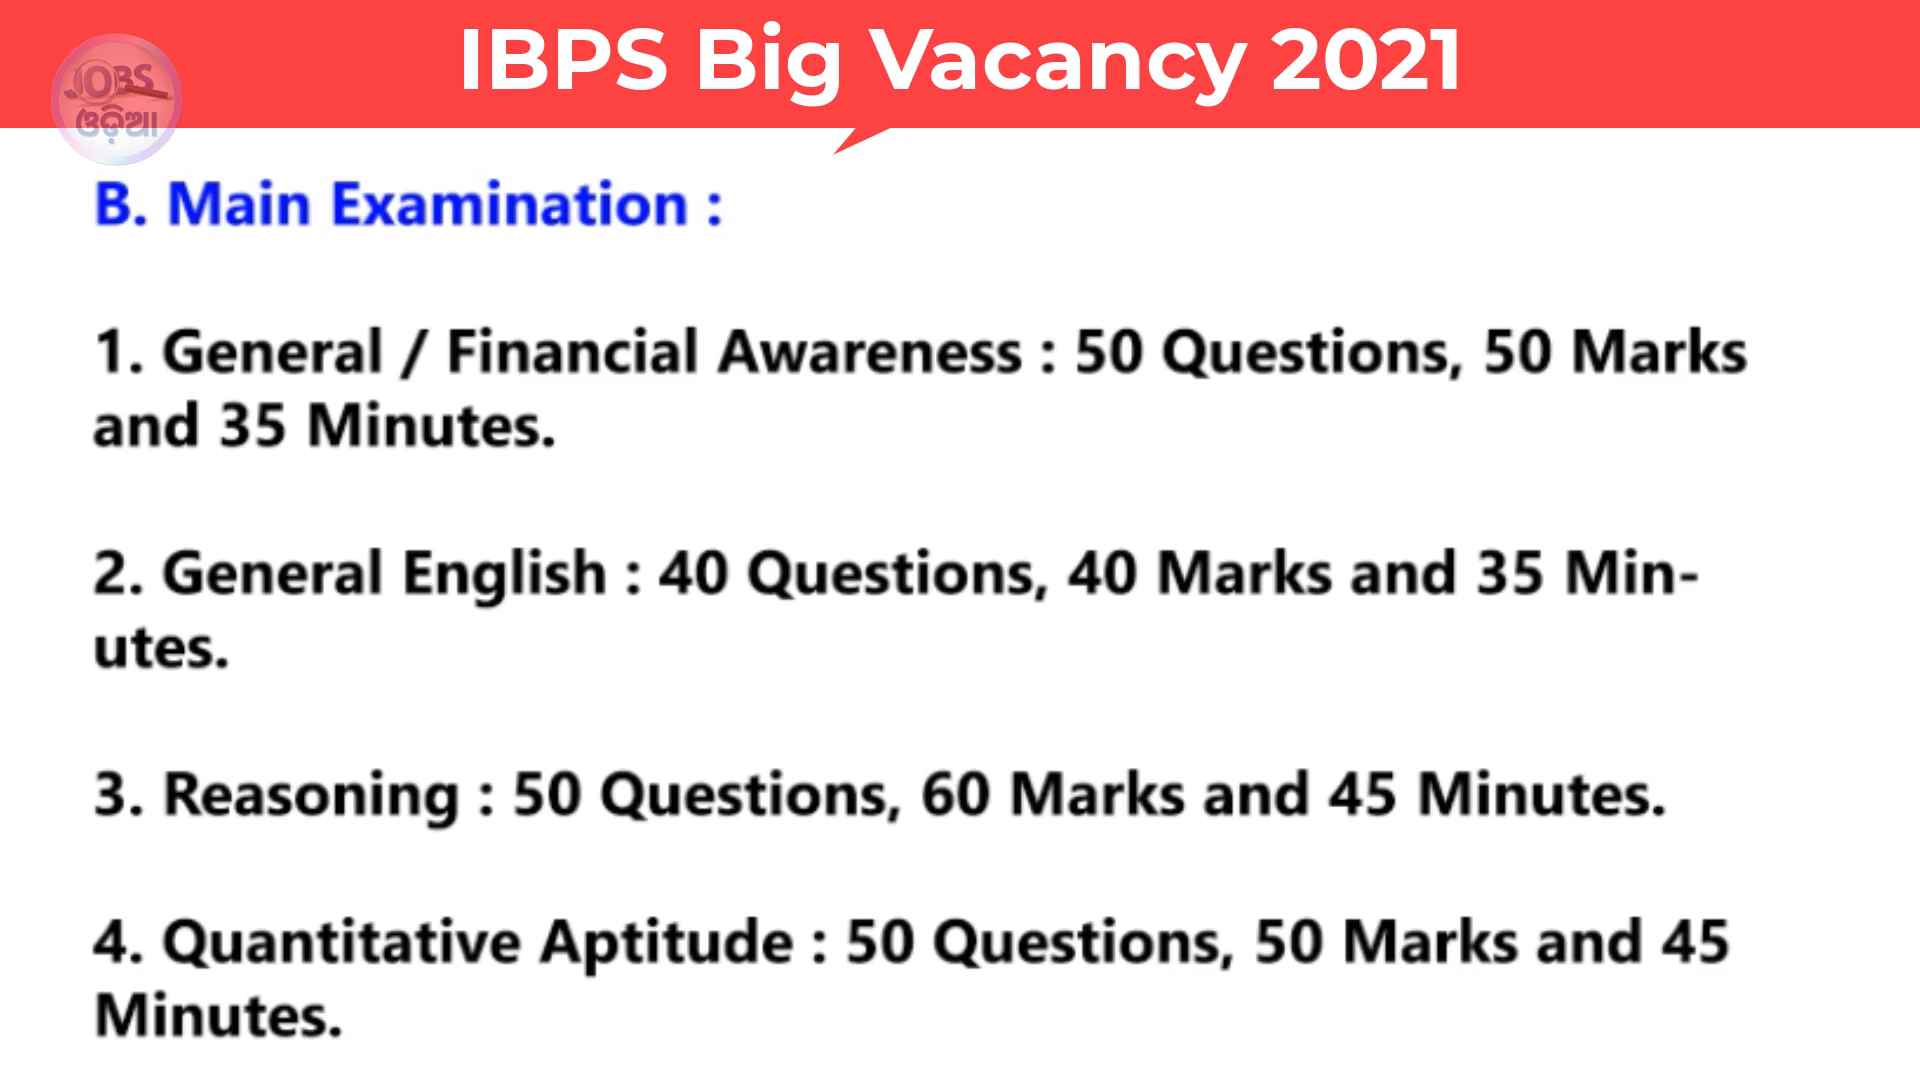 IBPS Big Vacancy 2021
JOBS
ଓଡ଼ିଆ
B. Main Examination :
1. General / Financial Awareness : 50 Questions, 50 Marks
and 35 Minutes.
2. General English : 40 Questions, 40 Marks and 35 Min-
utes.
3. Reasoning : 50 Questions, 60 Marks and 45 Minutes.
4. Quantitative Aptitude : 50 Questions, 50 Marks and 45
Minutes.